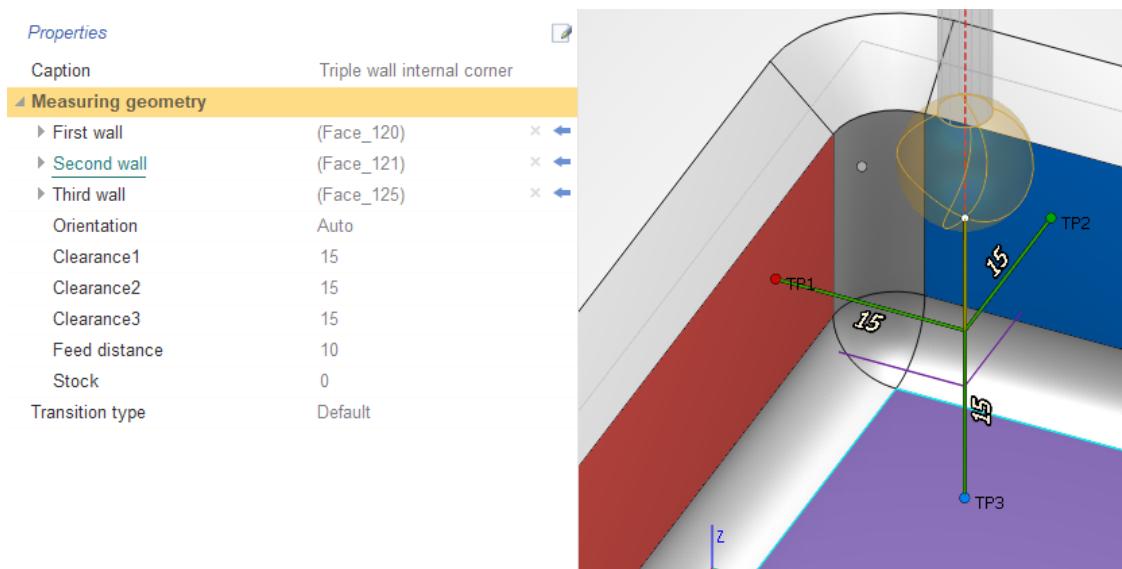 Properties
Caption Triple wall internal corner
Measuring geometry
First wall (Face_120)
Second wall (Face_121)
Third wall (Face_125)
Orientation Auto
Clearance1 15
Clearance2 15
Clearance3 15
Feed distance 10
Stock 0
Transition type Default
TP2
15
TP1
15
15
TP3
Z